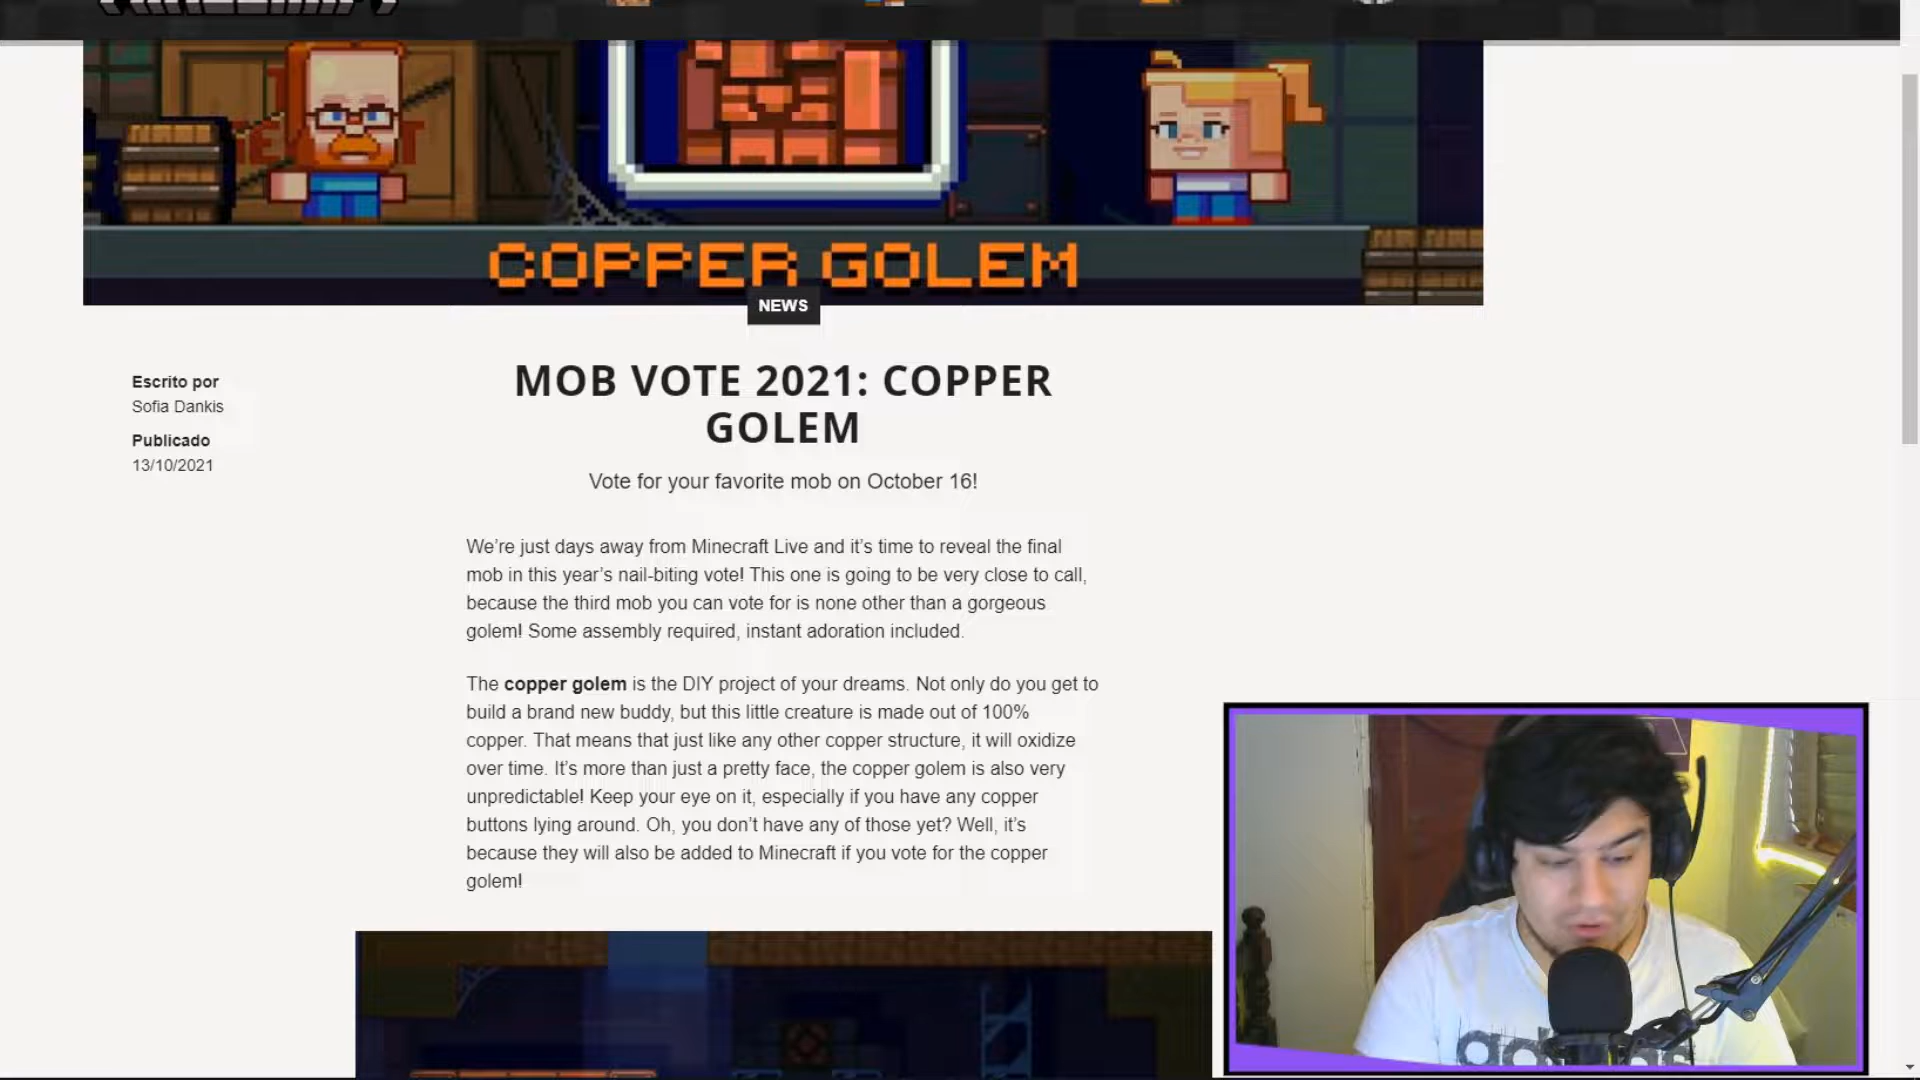 COPPER GOLEM
NEWS
Escrito por
Sofia Dankis
Publicado
13/10/2021
MOB VOTE 2021: COPPER
GOLEM
Vote for your favorite mob on October 16!
We’re just days away from Minecraft Live and it’s time to reveal the final
mob in this year’s nail-biting vote! This one is going to be very close to call,
because the third mob you can vote for is none other than a gorgeous
golem! Some assembly required, instant adoration included.
The copper golem is the DIY project of your dreams. Not only do you get to
build a brand new buddy, but this little creature is made out of 100%
copper. That means that just like any other copper structure, it will oxidize
over time. It’s more than just a pretty face, the copper golem is also very
unpredictable! Keep your eye on it, especially if you have any copper
buttons lying around. Oh, you don’t have any of those yet? Well, it’s
because they will also be added to Minecraft if you vote for the copper
golem!